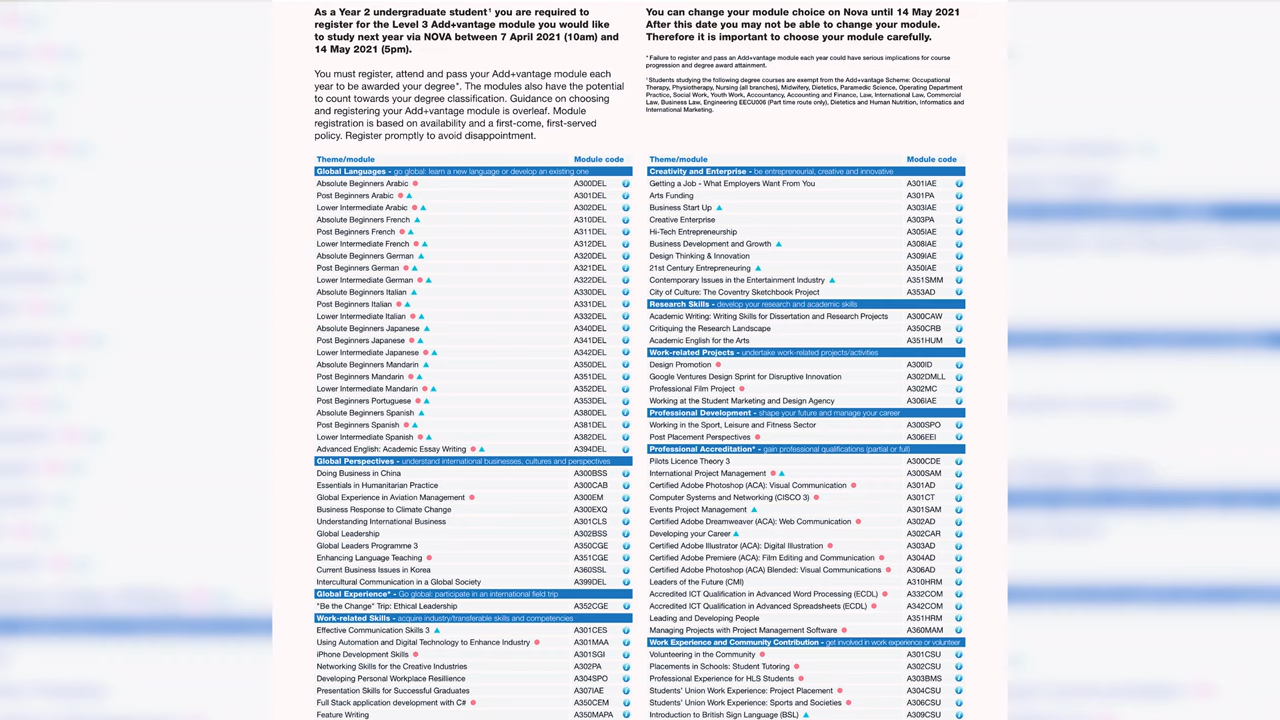 As a Year 2 undergraduate student¹ you are required to
register for the Level 3 Add+vantage module you would like
to study next year via NOVA between 7 April 2021 (10am) and
14 May 2021 (5pm).
You must register, attend and pass your Add+vantage module each
year to be awarded your degree*. The modules also have the potential
to count towards your degree classification. Guidance on choosing
and registering your Add+vantage module is overleaf. Module
registration is based on availability and a first-come, first-served
policy. Register promptly to avoid disappointment.
You can change your module choice on Nova until 14 May 2021
After this date you may not be able to change your module.
Therefore it is important to choose your module carefully.
* Failure to register and pass an Add+vantage module each year could have serious implications for course
progression and degree award attainment.
¹ Students studying the following degree courses are exempt from the Add+vantage Scheme: Occupational
Therapy, Physiotherapy, Nursing (all branches), Midwifery, Dietetics, Paramedic Science, Operating Department
Practice, Social Work, Youth Work, Accountancy, Accounting and Finance, Law, International Law, Commercial
Law, Business Law, Engineering EECU006 (Part time route only), Dietetics and Human Nutrition, Informatics and
International Marketing.
Theme/module Module code
Global Languages - go global: learn a new language or develop an existing one
Absolute Beginners Arabic A300DEL
Post Beginners Arabic A301DEL
Lower Intermediate Arabic A302DEL
Absolute Beginners French A310DEL
Post Beginners French A311DEL
Lower Intermediate French A312DEL
Absolute Beginners German A320DEL
Post Beginners German A321DEL
Lower Intermediate German A322DEL
Absolute Beginners Italian A330DEL
Post Beginners Italian A331DEL
Lower Intermediate Italian A332DEL
Absolute Beginners Japanese A340DEL
Post Beginners Japanese A341DEL
Lower Intermediate Japanese A342DEL
Absolute Beginners Mandarin A350DEL
Post Beginners Mandarin A351DEL
Lower Intermediate Mandarin A352DEL
Post Beginners Portuguese A353DEL
Absolute Beginners Spanish A380DEL
Post Beginners Spanish A381DEL
Lower Intermediate Spanish A382DEL
Advanced English: Academic Essay Writing A394DEL
Global Perspectives - understand international businesses, cultures and perspectives
Doing Business in China A300BSS
Essentials in Humanitarian Practice A300CAB
Global Experience in Aviation Management A300EM
Business Response to Climate Change A300EXQ
Understanding International Business A301CLS
Global Leadership A302BSS
Global Leaders Programme 3 A350CGE
Enhancing Language Teaching A351CGE
Current Business Issues in Korea A360SSL
Intercultural Communication in a Global Society A399DEL
Global Experience* - Go global: participate in an international field trip
"Be the Change" Trip: Ethical Leadership A352CGE
Work-related Skills - acquire industry/transferable skills and competencies
Effective Communication Skills 3 A301CES
Using Automation and Digital Technology to Enhance Industry A301MAA
iPhone Development Skills A301SGI
Networking Skills for the Creative Industries A302PA
Developing Personal Workplace Resillience A304SPO
Presentation Skills for Successful Graduates A307IAE
Full Stack application development with C# A350CEM
Feature Writing A350MAPA
Theme/module Module code
Creativity and Enterprise - be entrepreneurial, creative and innovative
Getting a Job - What Employers Want From You A301IAE
Arts Funding A301PA
Business Start Up A303IAE
Creative Enterprise A303PA
Hi-Tech Entrepreneurship A305IAE
Business Development and Growth A308IAE
Design Thinking & Innovation A309IAE
21st Century Entrepreneuring A350IAE
Contemporary Issues in the Entertainment Industry A351SMM
City of Culture: The Coventry Sketchbook Project A353AD
Research Skills - develop your research and academic skills
Academic Writing: Writing Skills for Dissertation and Research Projects A300CAW
Critiquing the Research Landscape A350CRB
Academic English for the Arts A351HUM
Work-related Projects - undertake work-related projects/activities
Design Promotion A300ID
Google Ventures Design Sprint for Disruptive Innovation A302DMLL
Professional Film Project A302MC
Working at the Student Marketing and Design Agency A306IAE
Professional Development - shape your future and manage your career
Working in the Sport, Leisure and Fitness Sector A300SPO
Post Placement Perspectives A306EEI
Professional Accreditation* - gain professional qualifications (partial or full)
Pilots Licence Theory 3 A300CDE
International Project Management A300SAM
Certified Adobe Photoshop (ACA): Visual Communication A301AD
Computer Systems and Networking (CISCO 3) A301CT
Events Project Management A301SAM
Certified Adobe Dreamweaver (ACA): Web Communication A302AD
Developing your Career A302CAR
Certified Adobe Illustrator (ACA): Digital Illustration A303AD
Certified Adobe Premiere (ACA): Film Editing and Communication A304AD
Certified Adobe Photoshop (ACA) Blended: Visual Communications A306AD
Leaders of the Future (CMI) A310HRM
Accredited ICT Qualification in Advanced Word Processing (ECDL) A332COM
Accredited ICT Qualification in Advanced Spreadsheets (ECDL) A342COM
Leading and Developing People A351HRM
Managing Projects with Project Management Software A360MAM
Work Experience and Community Contribution - get involved in work experience or volunteer
Volunteering in the Community A301CSU
Placements in Schools: Student Tutoring A302CSU
Professional Experience for HLS Students A303BMS
Students' Union Work Experience: Project Placement A304CSU
Students' Union Work Experience: Sports and Societies A306CSU
Introduction to British Sign Language (BSL) A309CSU